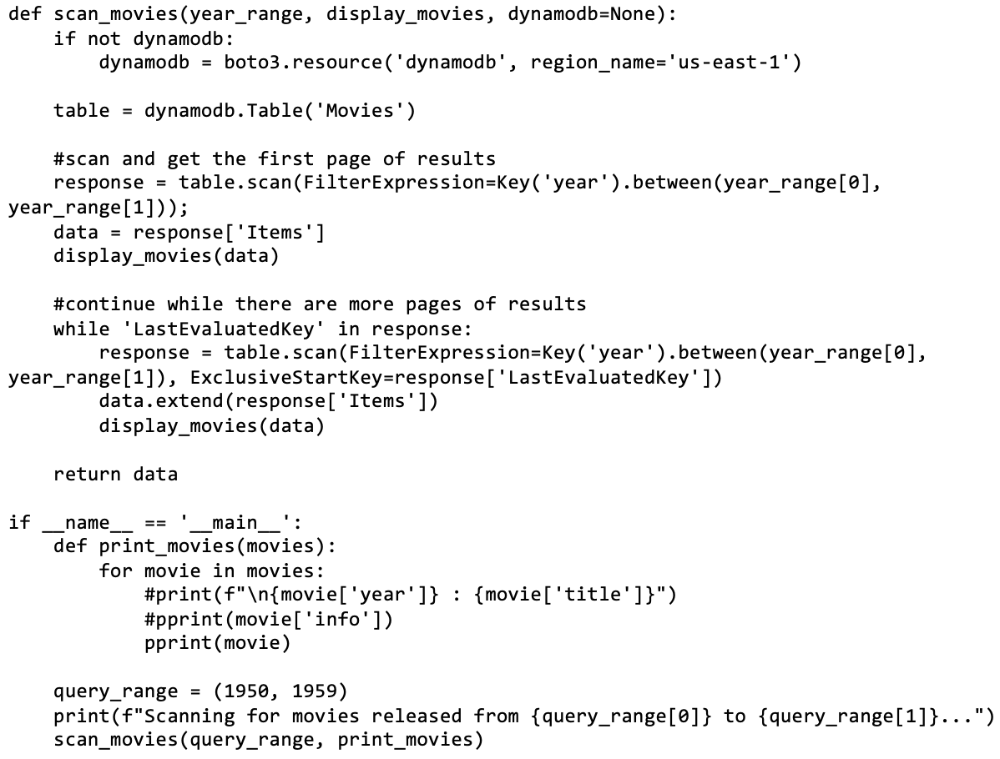 def scan_movies(year_range, display_movies, dynamodb=None):
    if not dynamodb:
        dynamodb = boto3.resource('dynamodb', region_name='us-east-1')

    table = dynamodb.Table('Movies')

    #scan and get the first page of results
    response = table.scan(FilterExpression=Key('year').between(year_range[0],
year_range[1]));
    data = response['Items']
    display_movies(data)

    #continue while there are more pages of results
    while 'LastEvaluatedKey' in response:
        response = table.scan(FilterExpression=Key('year').between(year_range[0],
year_range[1]), ExclusiveStartKey=response['LastEvaluatedKey'])
        data.extend(response['Items'])
        display_movies(data)

    return data

if __name__ == '__main__':
    def print_movies(movies):
        for movie in movies:
            #print(f"\n{movie['year']} : {movie['title']}")
            #pprint(movie['info'])
            pprint(movie)

    query_range = (1950, 1959)
    print(f"Scanning for movies released from {query_range[0]} to {query_range[1]}...")
    scan_movies(query_range, print_movies)